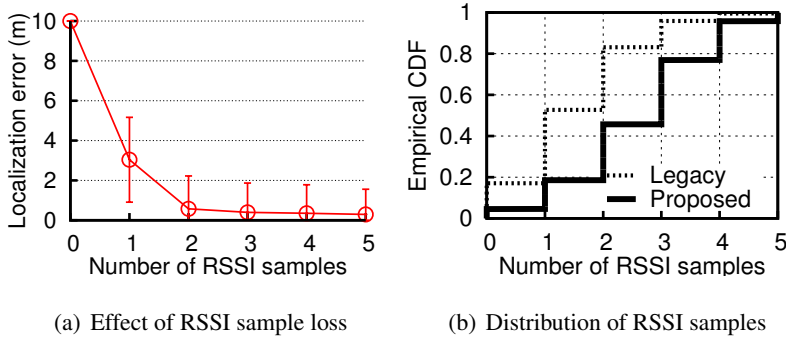 Localization error (m)
10
8
6
4
2
0
0 1 2 3 4 5
Number of RSSI samples
(a) Effect of RSSI sample loss
Empirical CDF
1
0.8
0.6
0.4
0.2
0
Legacy
Proposed
0 1 2 3 4 5
Number of RSSI samples
(b) Distribution of RSSI samples